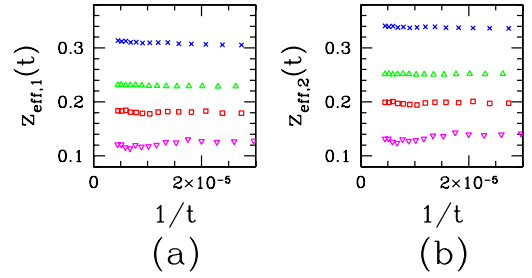 0.3
0.2
0.1
z_eff,1(t)
0
2×10⁻⁵
1/t
(a)
0.3
0.2
0.1
z_eff,2(t)
0
2×10⁻⁵
1/t
(b)